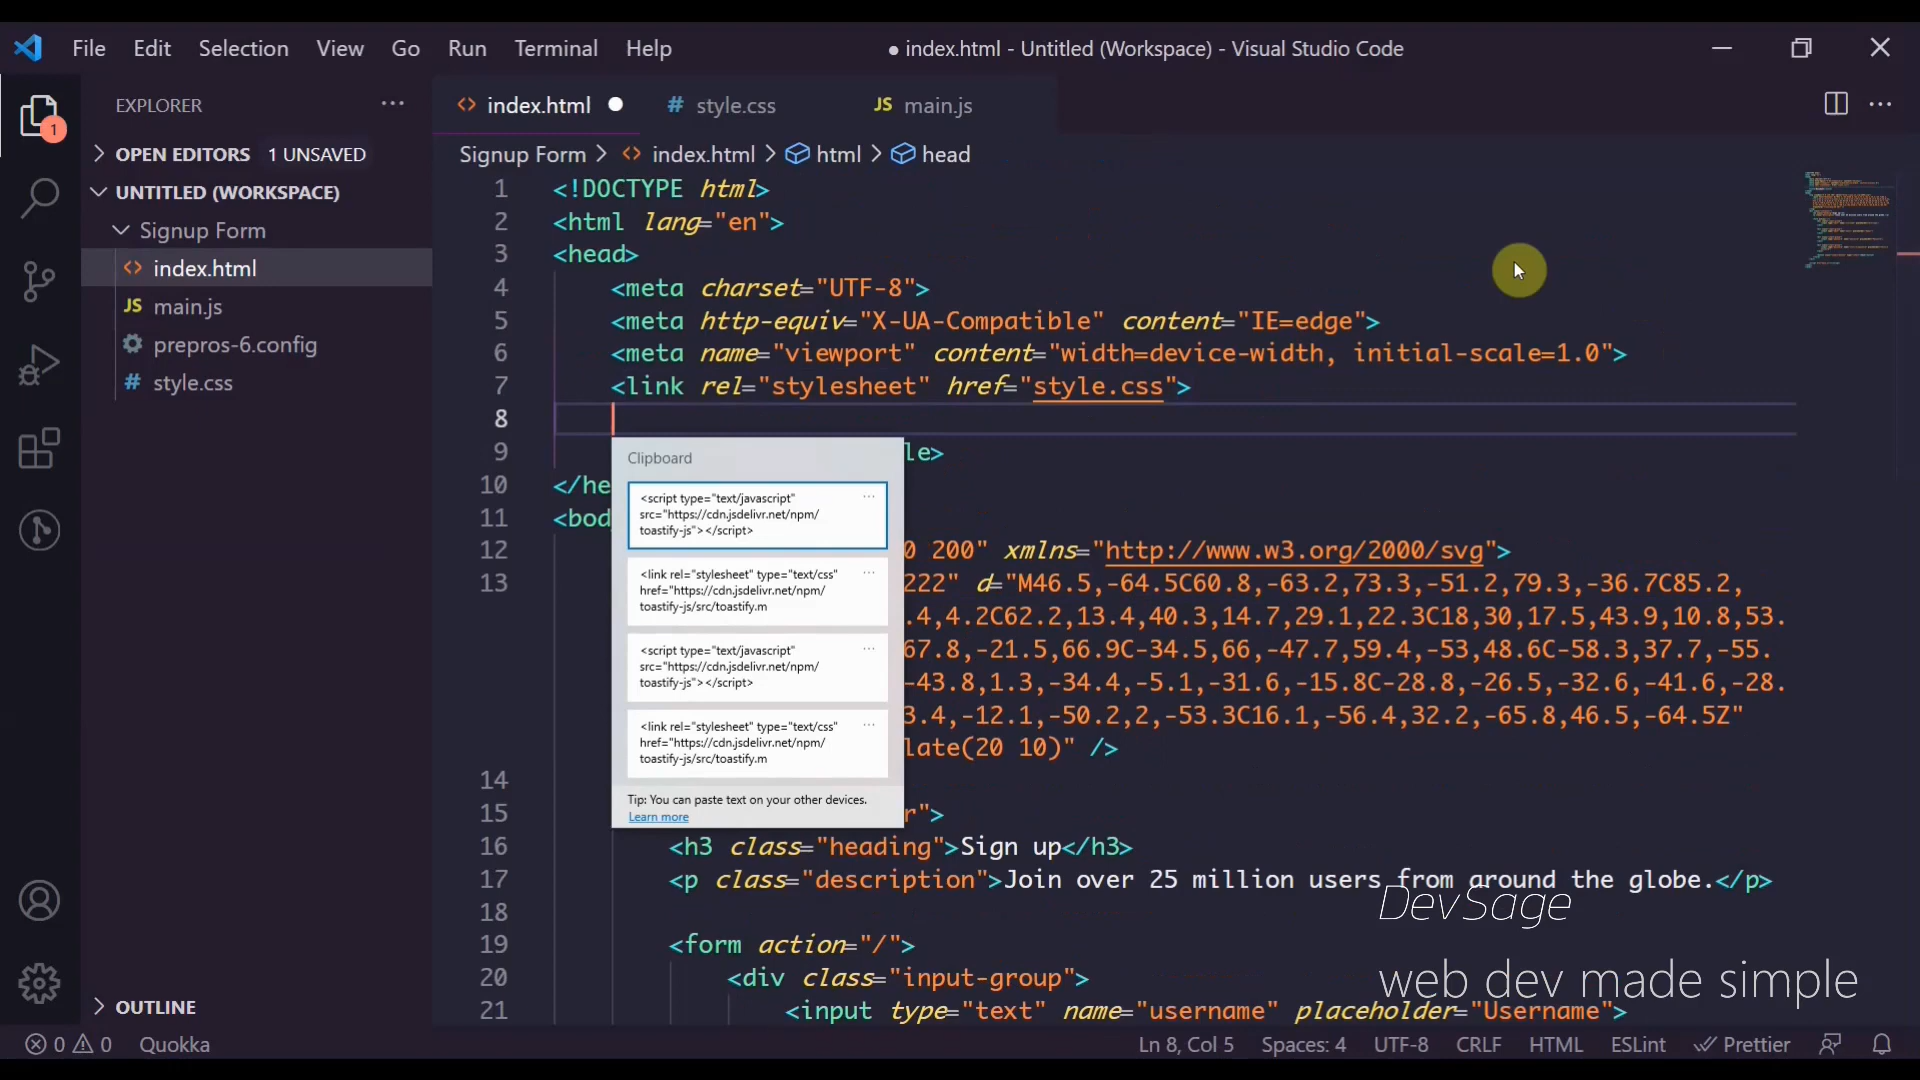 File Edit Selection View Go Run Terminal Help
● index.html - Untitled (Workspace) - Visual Studio Code
EXPLORER ...
1
OPEN EDITORS 1 UNSAVED
UNTITLED (WORKSPACE)
Signup Form
<> index.html
JS main.js
prepros-6.config
# style.css
OUTLINE
<> index.html ●
# style.css
JS main.js
Signup Form > <> index.html > html > head
1 <!DOCTYPE html>
2 <html lang="en">
3 <head>
4 <meta charset="UTF-8">
5 <meta http-equiv="X-UA-Compatible" content="IE=edge">
6 <meta name="viewport" content="width=device-width, initial-scale=1.0">
7 <link rel="stylesheet" href="style.css">
8
9 le>
10 </he
11 <bod
12 0 200" xmlns="http://www.w3.org/2000/svg">
13 222" d="M46.5,-64.5C60.8,-63.2,73.3,-51.2,79.3,-36.7C85.2,
.4,4.2C62.2,13.4,40.3,14.7,29.1,22.3C18,30,17.5,43.9,10.8,53.
67.8,-21.5,66.9C-34.5,66,-47.7,59.4,-53,48.6C-58.3,37.7,-55.
-43.8,1.3,-34.4,-5.1,-31.6,-15.8C-28.8,-26.5,-32.6,-41.6,-28.
3.4,-12.1,-50.2,2,-53.3C16.1,-56.4,32.2,-65.8,46.5,-64.5Z"
late(20 10)" />
14
15 r">
16 <h3 class="heading">Sign up</h3>
17 <p class="description">Join over 25 million users from around the globe.</p>
18
19 <form action="/">
20 <div class="input-group">
21 <input type="text" name="username" placeholder="Username">
Clipboard
<script type="text/javascript"
src="https://cdn.jsdelivr.net/npm/
toastify-js"></script>
<link rel="stylesheet" type="text/css"
href="https://cdn.jsdelivr.net/npm/
toastify-js/src/toastify.m
<script type="text/javascript"
src="https://cdn.jsdelivr.net/npm/
toastify-js"></script>
<link rel="stylesheet" type="text/css"
href="https://cdn.jsdelivr.net/npm/
toastify-js/src/toastify.m
Tip: You can paste text on your other devices.
Learn more
DevSage
web dev made simple
0 0 Quokka
Ln 8, Col 5 Spaces: 4 UTF-8 CRLF HTML ESLint Prettier